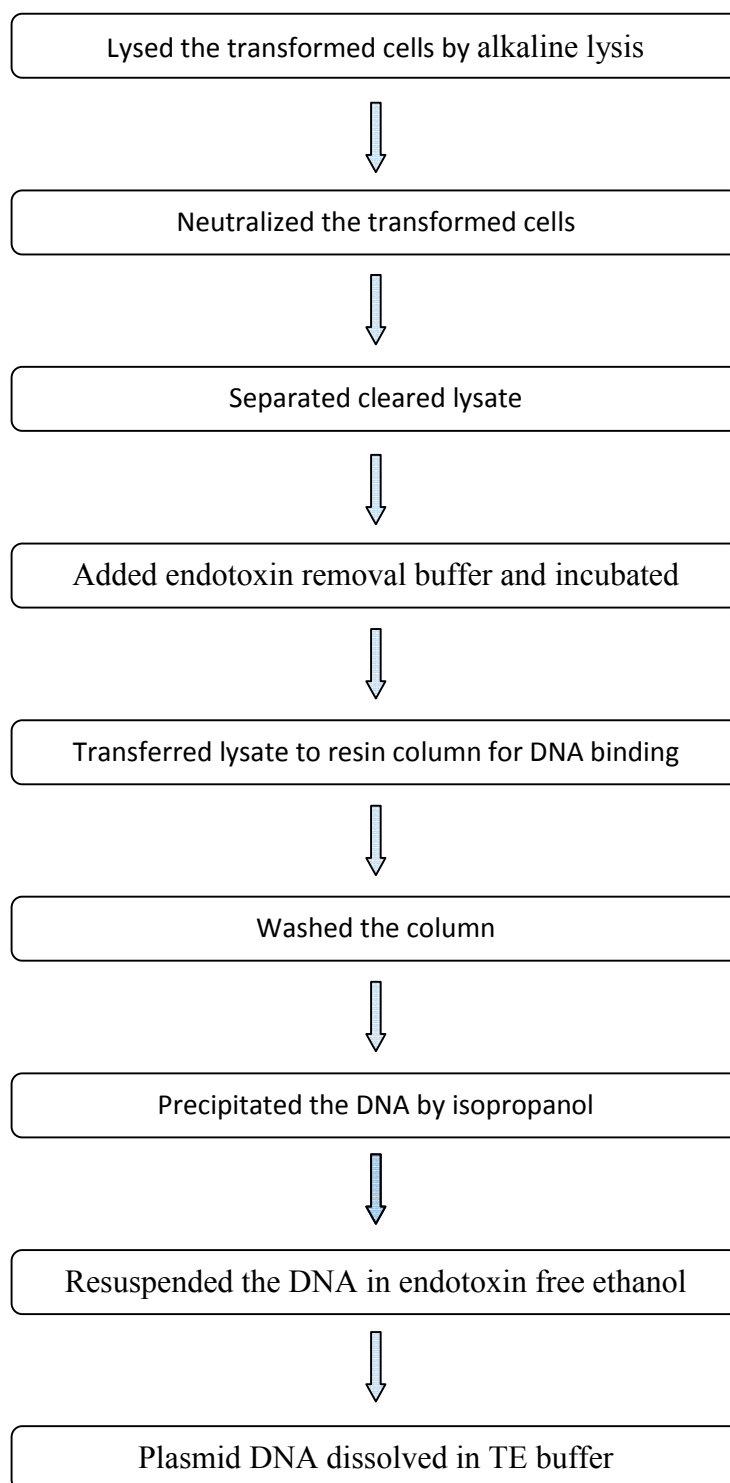 Lysed the transformed cells by alkaline lysis
Neutralized the transformed cells
Separated cleared lysate
Added endotoxin removal buffer and incubated
Transferred lysate to resin column for DNA binding
Washed the column
Precipitated the DNA by isopropanol
Resuspended the DNA in endotoxin free ethanol
Plasmid DNA dissolved in TE buffer